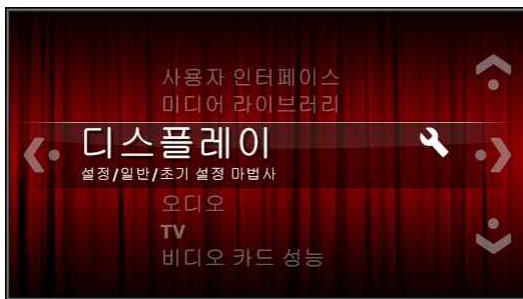 사용자 인터페이스
미디어 라이브러리
디스플레이
설정/일반/초기 설정 마법사
오디오
TV
비디오 카드 성능